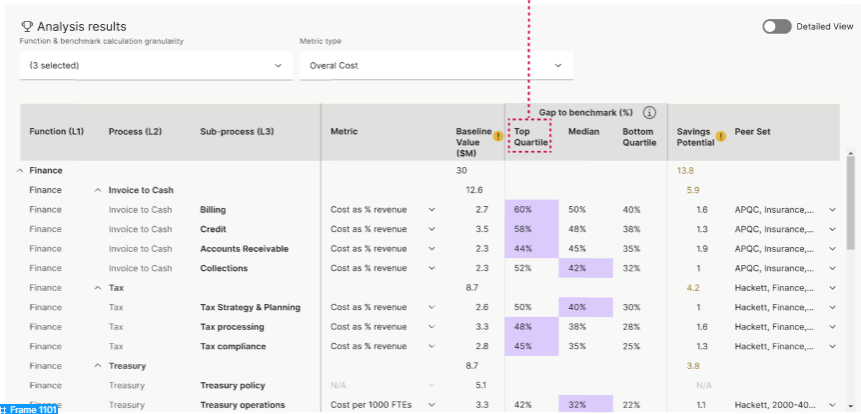 Analysis results
Detailed View
Function & benchmark calculation granularity
Metric type
(3 selected)
Overal Cost
Gap to benchmark (%)
Function (L1) Process (L2) Sub-process (L3) Metric Baseline Value ($M) Top Quartile Median Bottom Quartile Savings Potential Peer Set
Finance 30 13.8
Finance Invoice to Cash 12.6 5.9
Finance Invoice to Cash Billing Cost as % revenue 2.7 60% 50% 40% 1.6 APQC, Insurance,...
Finance Invoice to Cash Credit Cost as % revenue 3.5 58% 48% 38% 1.3 APQC, Insurance,...
Finance Invoice to Cash Accounts Receivable Cost as % revenue 2.3 44% 45% 35% 1.9 APQC, Insurance,...
Finance Invoice to Cash Collections Cost as % revenue 2.3 52% 42% 32% 1 APQC, Insurance,...
Finance Tax 8.7 4.2 Hackett, Finance,...
Finance Tax Tax Strategy & Planning Cost as % revenue 2.6 50% 40% 30% 1 Hackett, Finance,...
Finance Tax Tax processing Cost as % revenue 3.3 48% 38% 28% 1.6 Hackett, Finance,...
Finance Tax Tax compliance Cost as % revenue 2.8 45% 35% 25% 1.3 Hackett, Finance,...
Finance Treasury 8.7 3.8
Finance Treasury Treasury policy N/A 5.1 N/A
Finance Treasury Treasury operations Cost per 1000 FTEs 3.3 42% 32% 22% 1.1 Hackett, 2000-40...
Frame 1101